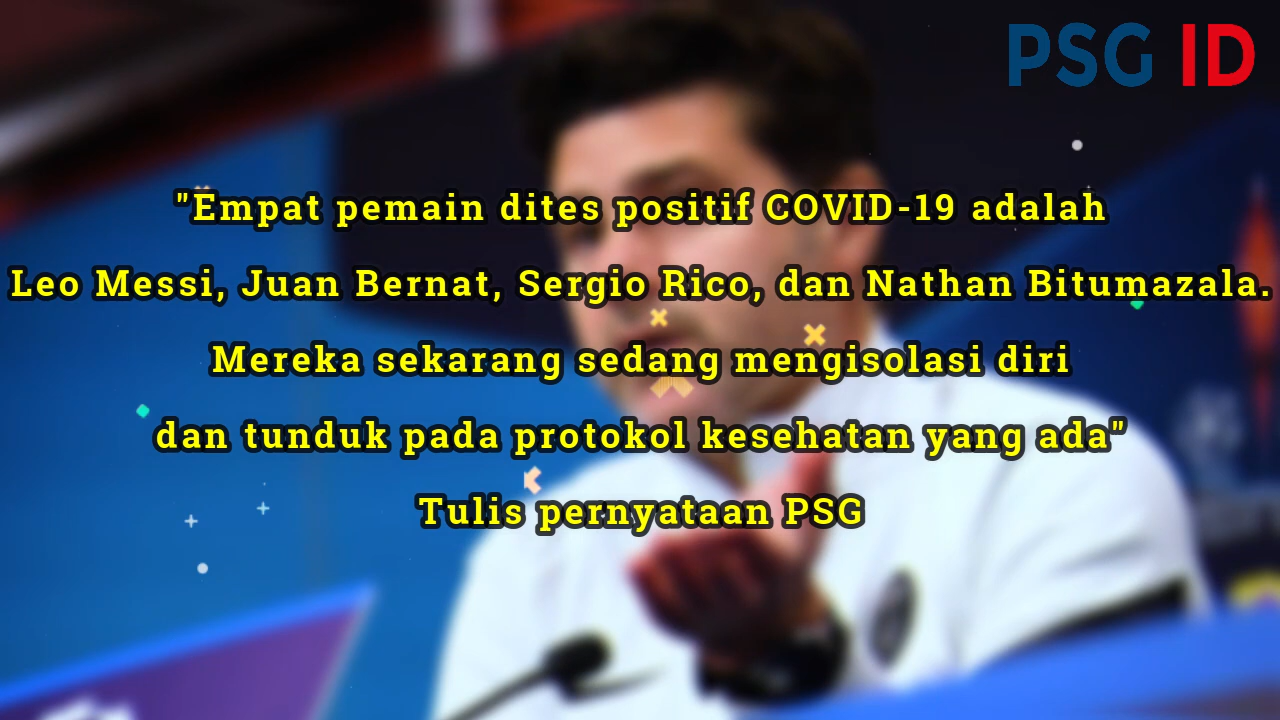 PSG ID
"Empat pemain dites positif COVID-19 adalah
Leo Messi, Juan Bernat, Sergio Rico, dan Nathan Bitumazala.
Mereka sekarang sedang mengisolasi diri
dan tunduk pada protokol kesehatan yang ada"
Tulis pernyataan PSG